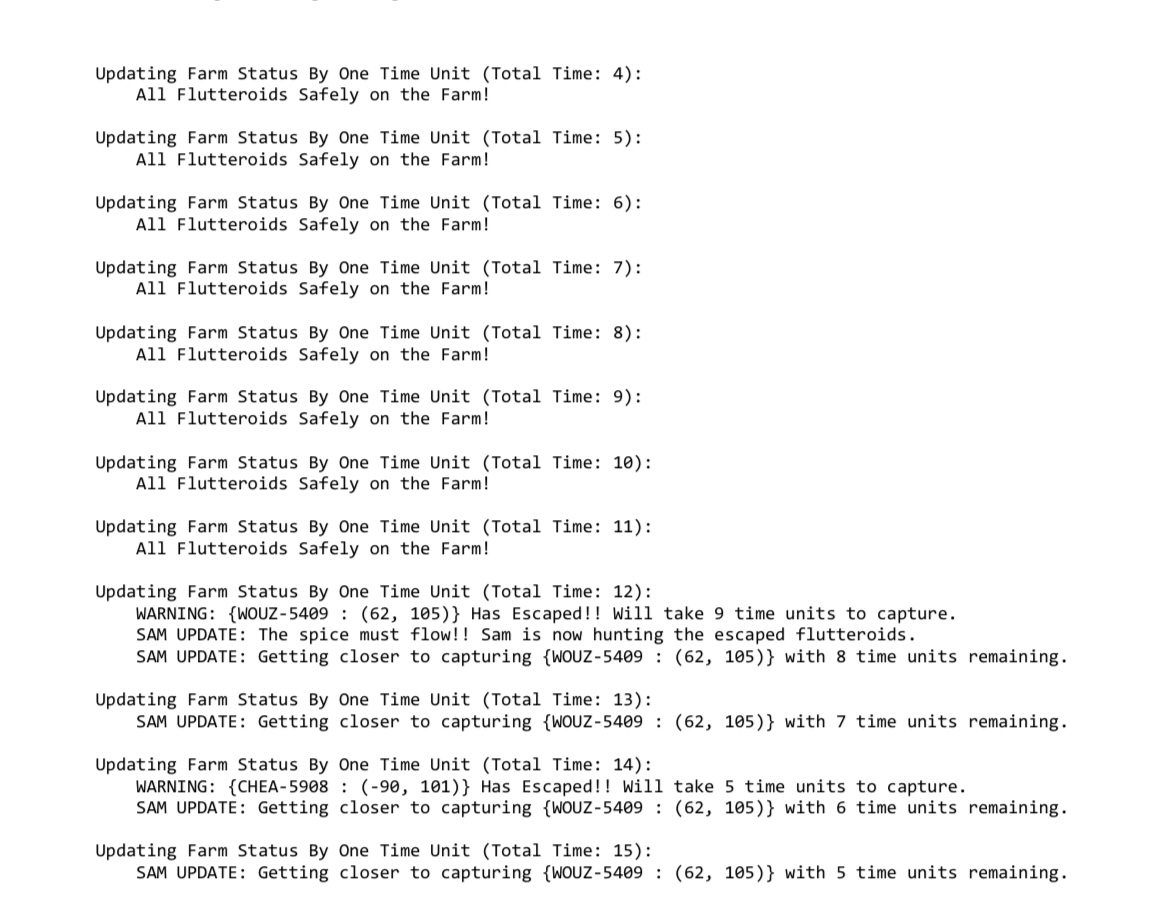 Updating Farm Status By One Time Unit (Total Time: 4):
All Flutteroids Safely on the Farm!
Updating Farm Status By One Time Unit (Total Time: 5):
All Flutteroids Safely on the Farm!
Updating Farm Status By One Time Unit (Total Time: 6):
All Flutteroids Safely on the Farm!
Updating Farm Status By One Time Unit (Total Time: 7):
All Flutteroids Safely on the Farm!
Updating Farm Status By One Time Unit (Total Time: 8):
All Flutteroids Safely on the Farm!
Updating Farm Status By One Time Unit (Total Time: 9):
All Flutteroids Safely on the Farm!
Updating Farm Status By One Time Unit (Total Time: 10):
All Flutteroids Safely on the Farm!
Updating Farm Status By One Time Unit (Total Time: 11):
All Flutteroids Safely on the Farm!
Updating Farm Status By One Time Unit (Total Time: 12):
WARNING: {WOUZ-5409 : (62, 105)} Has Escaped!! Will take 9 time units to capture.
SAM UPDATE: The spice must flow!! Sam is now hunting the escaped flutteroids.
SAM UPDATE: Getting closer to capturing {WOUZ-5409 : (62, 105)} with 8 time units remaining.
Updating Farm Status By One Time Unit (Total Time: 13):
SAM UPDATE: Getting closer to capturing {WOUZ-5409 : (62, 105)} with 7 time units remaining.
Updating Farm Status By One Time Unit (Total Time: 14):
WARNING: {CHEA-5908 : (-90, 101)} Has Escaped!! Will take 5 time units to capture.
SAM UPDATE: Getting closer to capturing {WOUZ-5409 : (62, 105)} with 6 time units remaining.
Updating Farm Status By One Time Unit (Total Time: 15):
SAM UPDATE: Getting closer to capturing {WOUZ-5409 : (62, 105)} with 5 time units remaining.